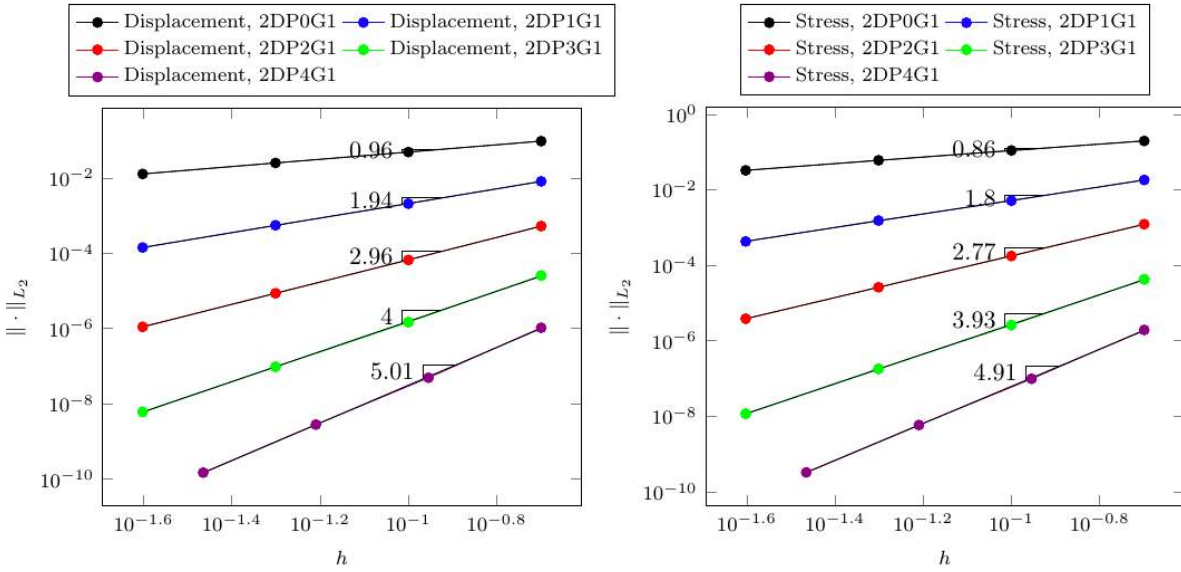 Displacement, 2DP0G1 Displacement, 2DP1G1
Displacement, 2DP2G1 Displacement, 2DP3G1
Displacement, 2DP4G1
10^{-2}
10^{-4}
10^{-6}
10^{-8}
10^{-10}
‖ · ‖_{L_2}
0.96
1.94
2.96
4
5.01
10^{-1.6} 10^{-1.4} 10^{-1.2} 10^{-1} 10^{-0.8}
h
Stress, 2DP0G1 Stress, 2DP1G1
Stress, 2DP2G1 Stress, 2DP3G1
Stress, 2DP4G1
10^{0}
10^{-2}
10^{-4}
10^{-6}
10^{-8}
10^{-10}
‖ · ‖_{L_2}
0.86
1.8
2.77
3.93
4.91
10^{-1.6} 10^{-1.4} 10^{-1.2} 10^{-1} 10^{-0.8}
h